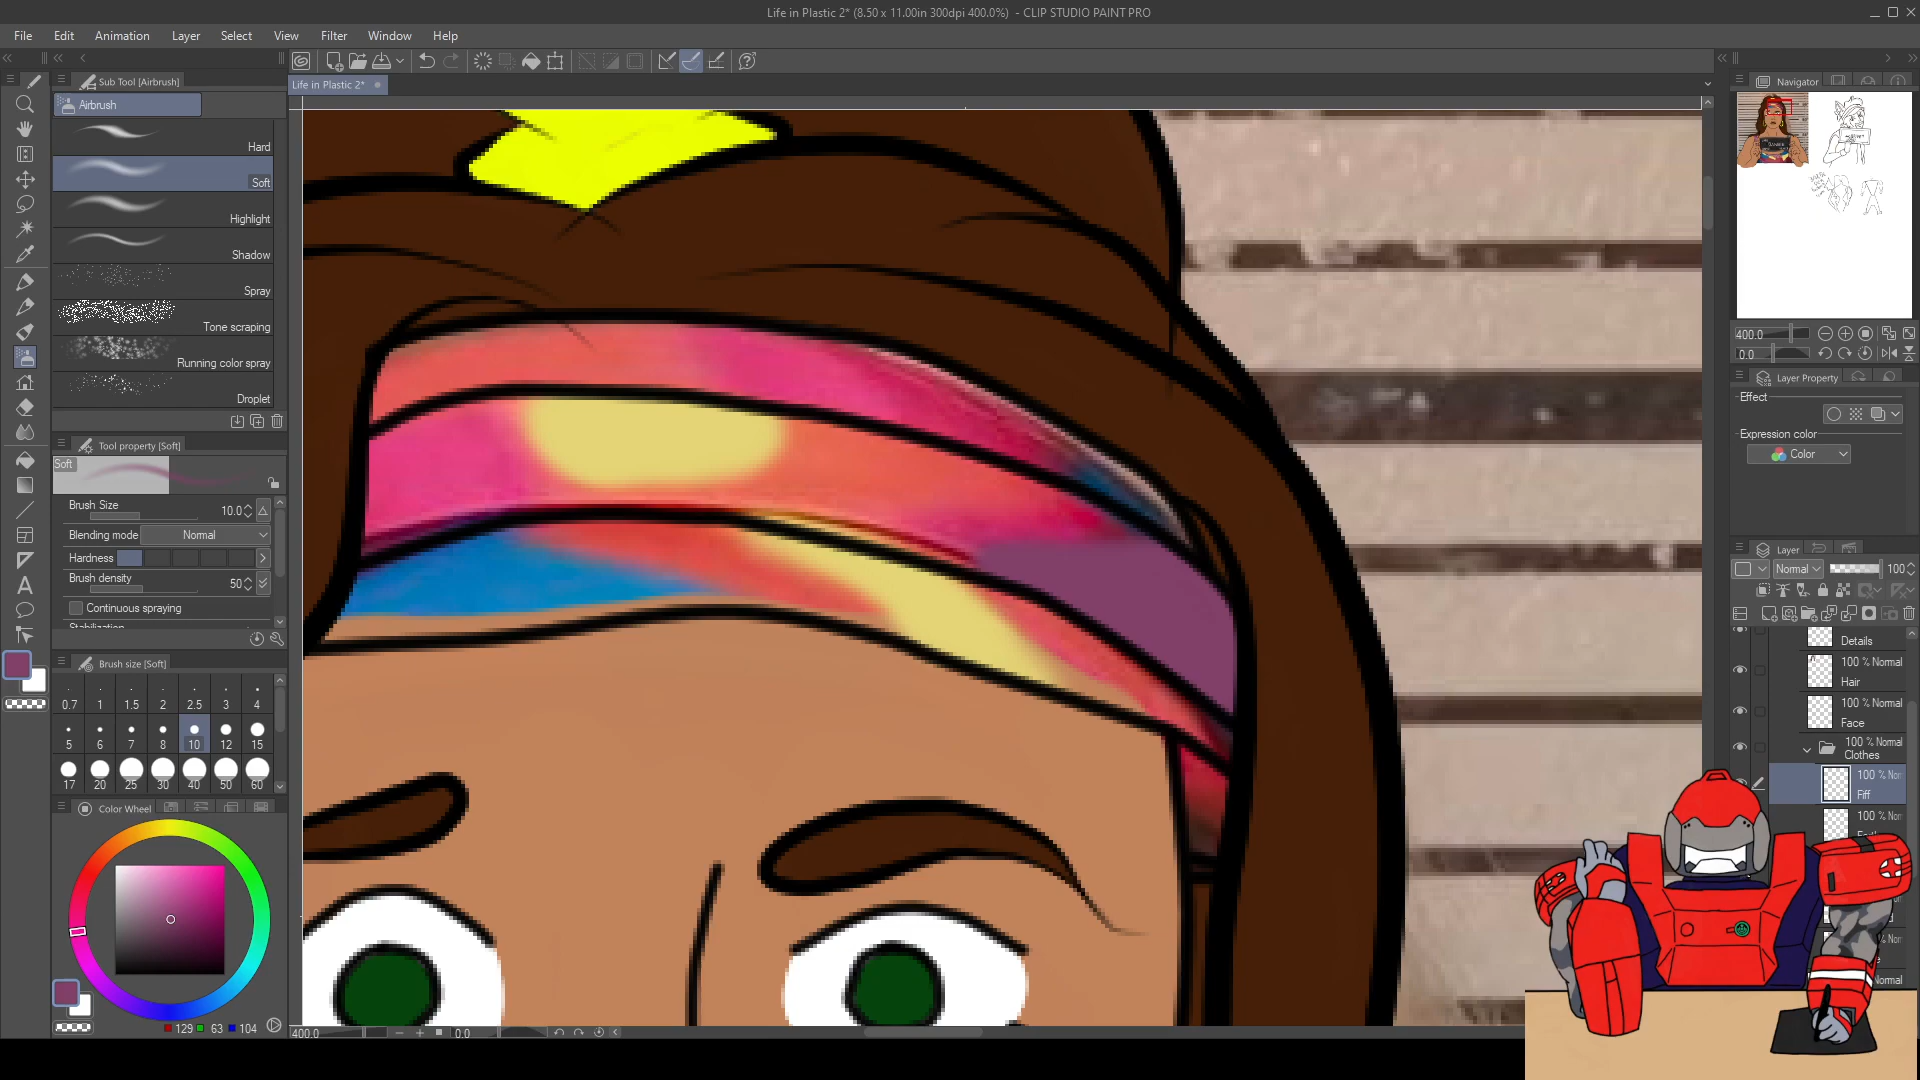 Life in Plastic 2* (8.50 x 11.00in 300dpi 400.0%) - CLIP STUDIO PAINT PRO
File Edit Animation Layer Select View Filter Window Help
Sub Tool [Airbrush]
Airbrush
Hard
Soft
Highlight
Shadow
Spray
Tone scraping
Running color spray
Droplet
Tool property [Soft]
Soft
Brush Size 10.0
Blending mode Normal
Hardness
Brush density 50
Continuous spraying
Brush size [Soft]
0.7 1 1.5 2 2.5 3 4
5 6 7 8 10 12 15
17 20 25 30 40 50 60
Color Wheel
129 63 104
Life in Plastic 2*
400.0 0.0
Navigator
400.0
0.0
Layer Property
Effect
Expression color
Color
Layer
Normal 100
Details
100 % Normal
Hair
100 % Normal
Face
100 % Normal
Clothes
100 % Nor
Fiff
100 % Nor
Normal